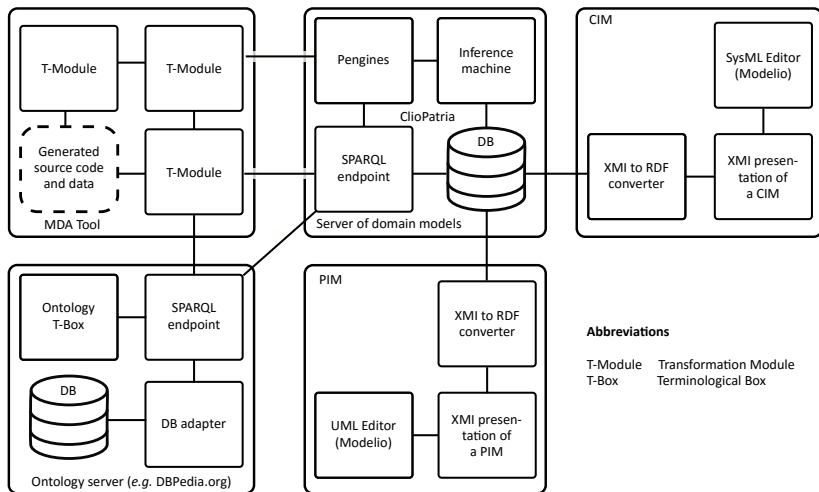 T-Module
T-Module
Generated
source code
and data
T-Module
MDA Tool
Pengines
Inference
machine
ClioPatria
SPARQL
endpoint
DB
Server of domain models
CIM
SysML Editor
(Modelio)
XMI to RDF
converter
XMI presen-
tation of
a CIM
Ontology
T-Box
SPARQL
endpoint
DB
DB adapter
Ontology server (e.g. DBPedia.org)
PIM
XMI to RDF
converter
UML Editor
(Modelio)
XMI presen-
tation of
a PIM
Abbreviations
T-Module Transformation Module
T-Box Terminological Box